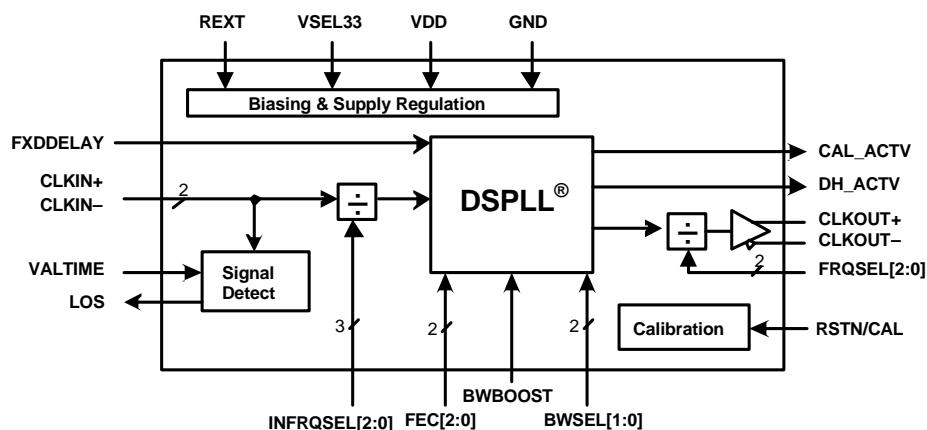 REXT VSEL33 VDD GND
Biasing & Supply Regulation
FXDDELAY
CAL_ACTV
CLKIN+
CLKIN–
2
÷
DSPLL®
DH_ACTV
÷
CLKOUT+
CLKOUT–
2
FRQSEL[2:0]
VALTIME
LOS
Signal
Detect
3
2
2
Calibration
RSTN/CAL
BWBOOST
INFRQSEL[2:0] FEC[2:0] BWSEL[1:0]